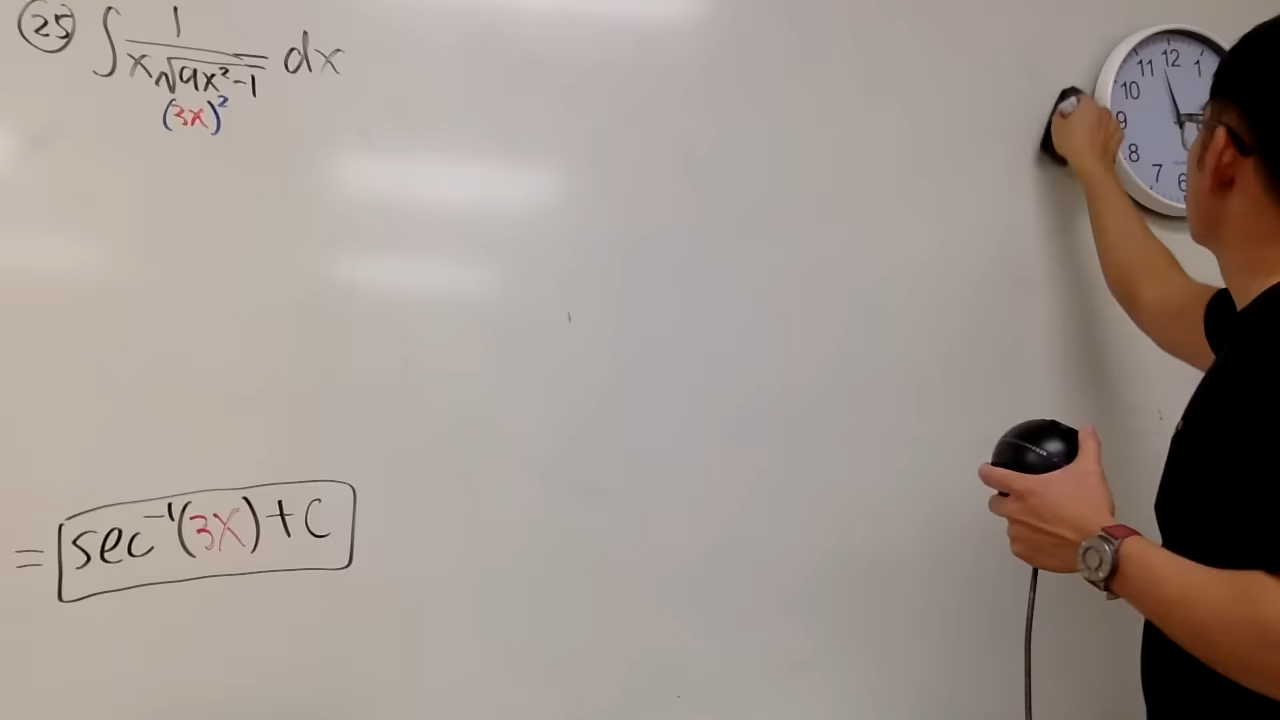 25 ∫ 1/(x√(9x²-1)) dx
(3x)²
= sec⁻¹(3x)+C
11 12 1
10
9
8
7 6